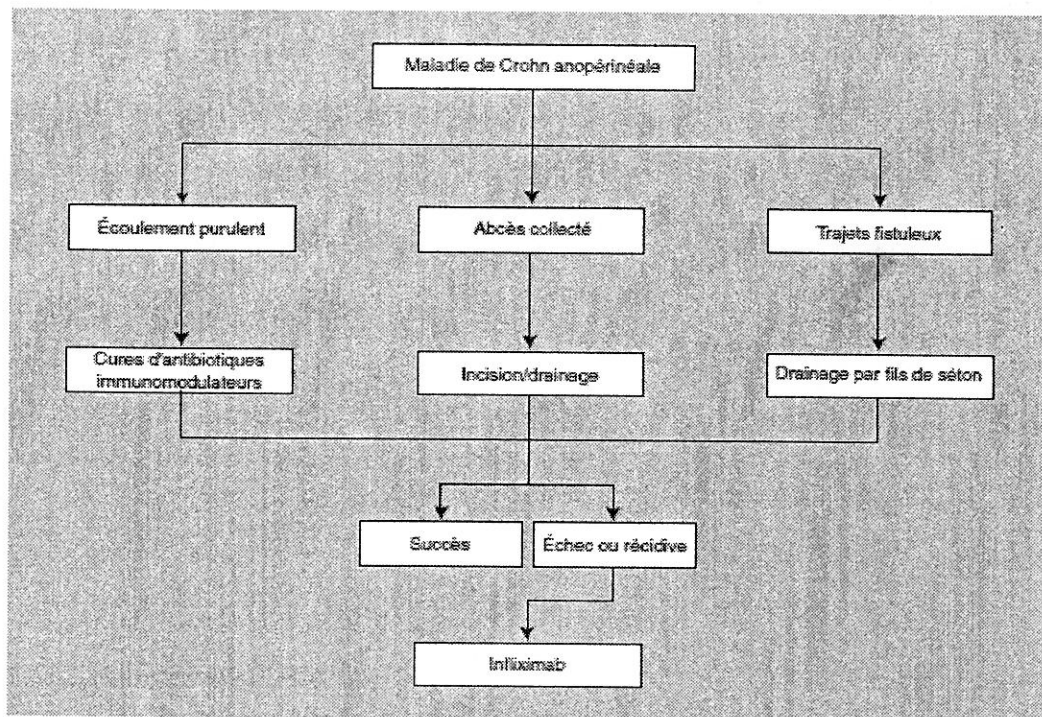 Maladie de Crohn anopérinéale
Écoulement purulent
Abcès collecté
Trajets fistuleux
Cures d'antibiotiques
immunomodulateurs
Incision/drainage
Drainage par fils de séton
Succès
Échec ou récidive
Infliximab